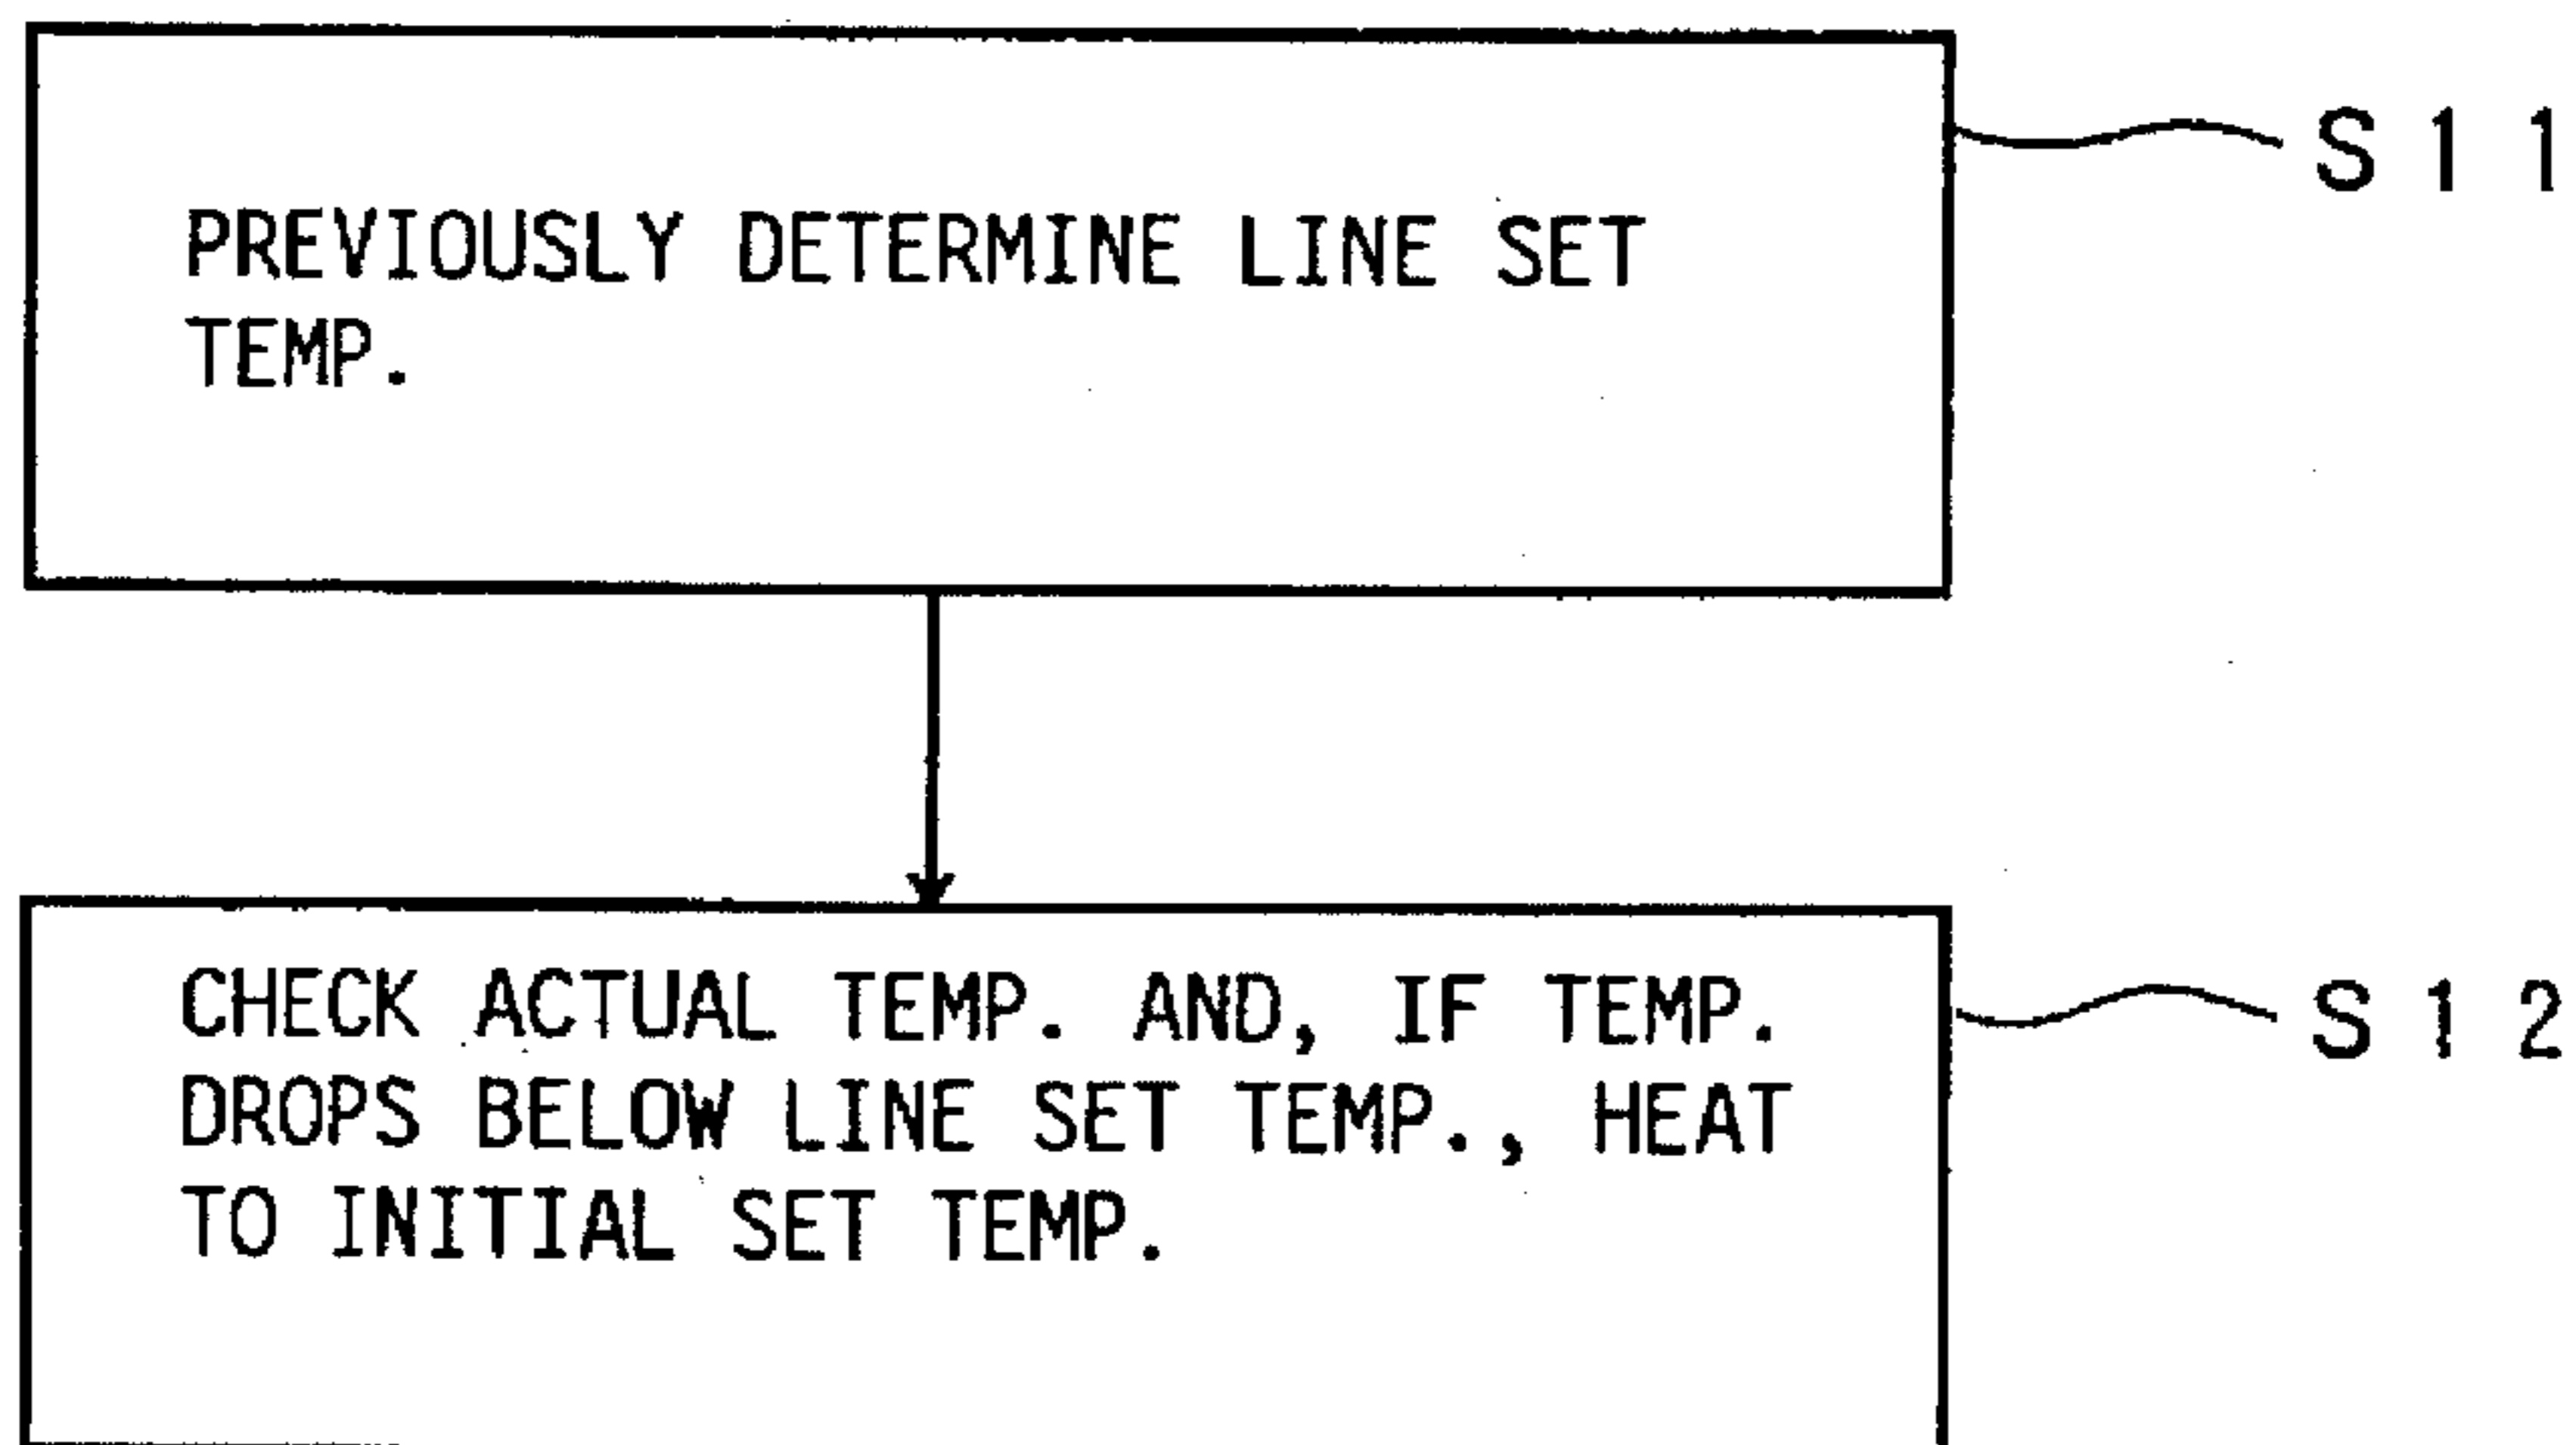 S11
PREVIOUSLY DETERMINE LINE SET
TEMP.
CHECK ACTUAL TEMP. AND, IF TEMP.
DROPS BELOW LINE SET TEMP., HEAT
TO INITIAL SET TEMP.
S12